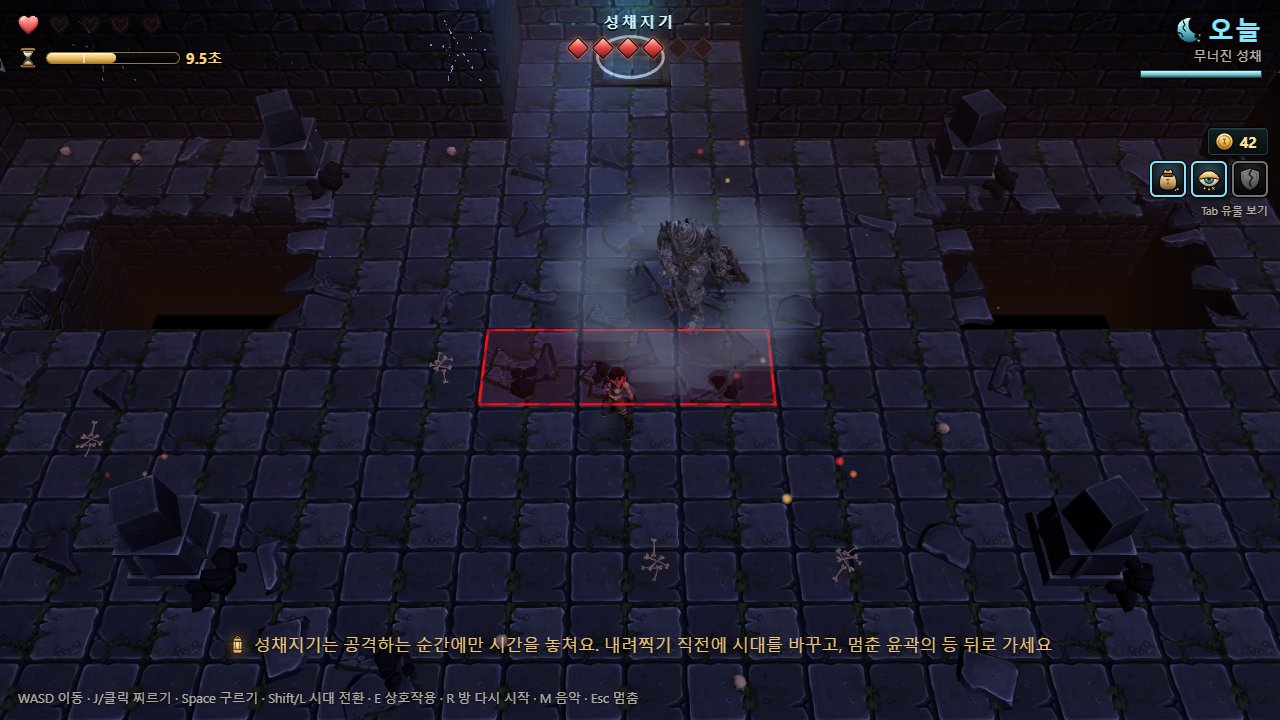 성채지기
9.5초
오늘
무너진 성채
42
Tab 유물 보기
성채지기는 공격하는 순간에만 시간을 놓쳐요. 내려찍기 직전에 시대를 바꾸고, 멈춘 윤곽의 등 뒤로 가세요
WASD 이동 · J/클릭 찌르기 · Space 구르기 · Shift/L 시대 전환 · E 상호작용 · R 방 다시 시작 · M 음악 · Esc 멈춤